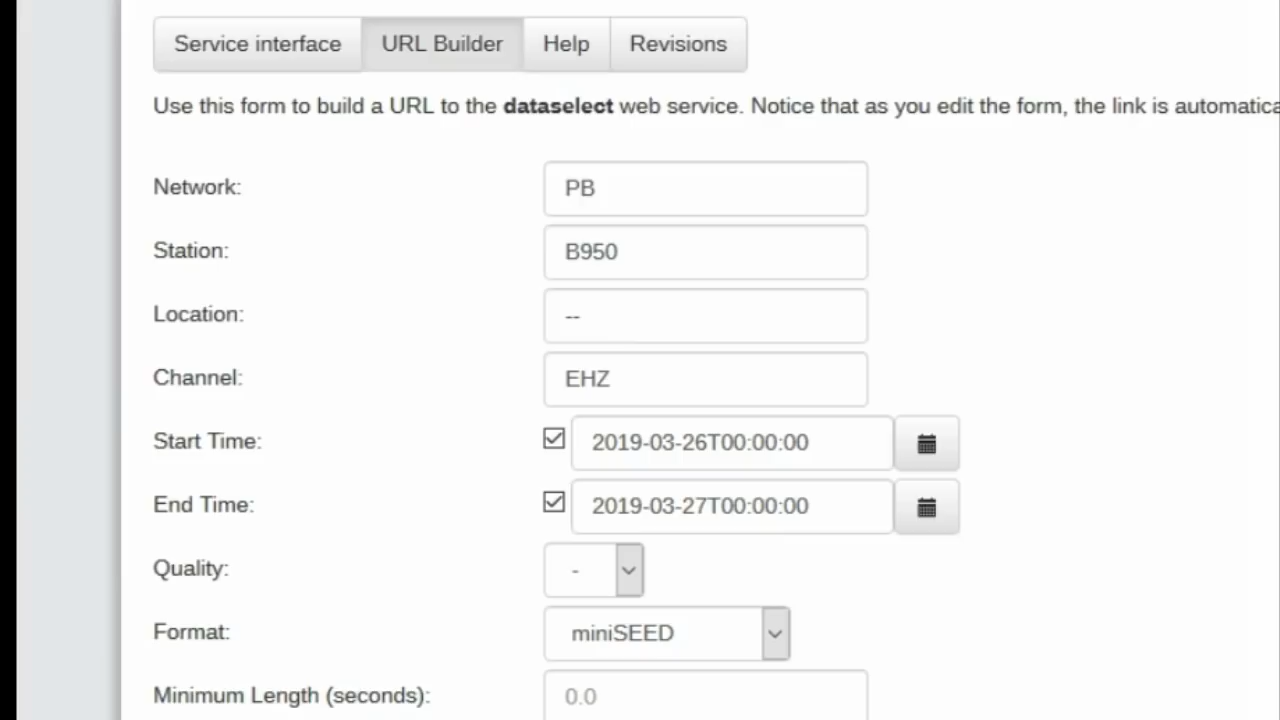 Service interface URL Builder Help Revisions
Use this form to build a URL to the dataselect web service. Notice that as you edit the form, the link is automatica
Network: PB
Station: B950
Location: --
Channel: EHZ
Start Time: 2019-03-26T00:00:00
End Time: 2019-03-27T00:00:00
Quality: -
Format: miniSEED
Minimum Length (seconds): 0.0